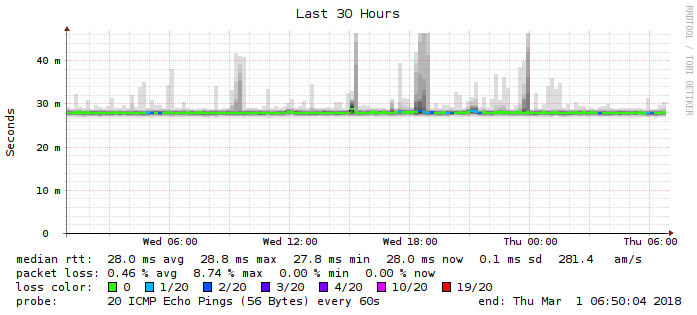 Last 30 Hours
RRDTOOL / TOBI OETIKER
Seconds
40 m
30 m
20 m
10 m
0
Wed 06:00 Wed 12:00 Wed 18:00 Thu 00:00 Thu 06:00
median rtt: 28.0 ms avg 28.8 ms max 27.8 ms min 28.0 ms now 0.1 ms sd 281.4 am/s
packet loss: 0.46 % avg 8.74 % max 0.00 % min 0.00 % now
loss color: 0 1/20 2/20 3/20 4/20 10/20 19/20
probe: 20 ICMP Echo Pings (56 Bytes) every 60s end: Thu Mar 1 06:50:04 2018